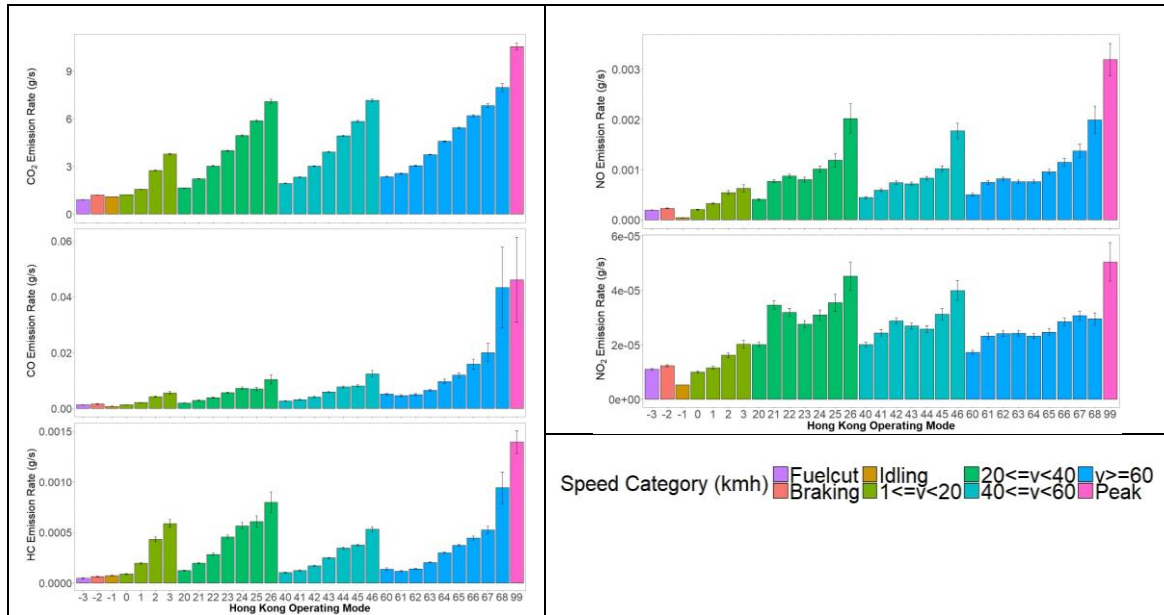 CO2 Emission Rate (g/s)
9
6
3
0
CO Emission Rate (g/s)
0.06
0.04
0.02
0.00
HC Emission Rate (g/s)
0.0015
0.0010
0.0005
0.0000
-3 -2 -1 0 1 2 3 20 21 22 23 24 25 26 40 41 42 43 44 45 46 60 61 62 63 64 65 66 67 68 99
Hong Kong Operating Mode
NO Emission Rate (g/s)
0.003
0.002
0.001
0.000
NO2 Emission Rate (g/s)
6e-05
4e-05
2e-05
0e+00
-3 -2 -1 0 1 2 3 20 21 22 23 24 25 26 40 41 42 43 44 45 46 60 61 62 63 64 65 66 67 68 99
Hong Kong Operating Mode
Speed Category (kmh) Fuelcut Idling 20<=v<40 v>=60
Braking 1<=v<20 40<=v<60 Peak